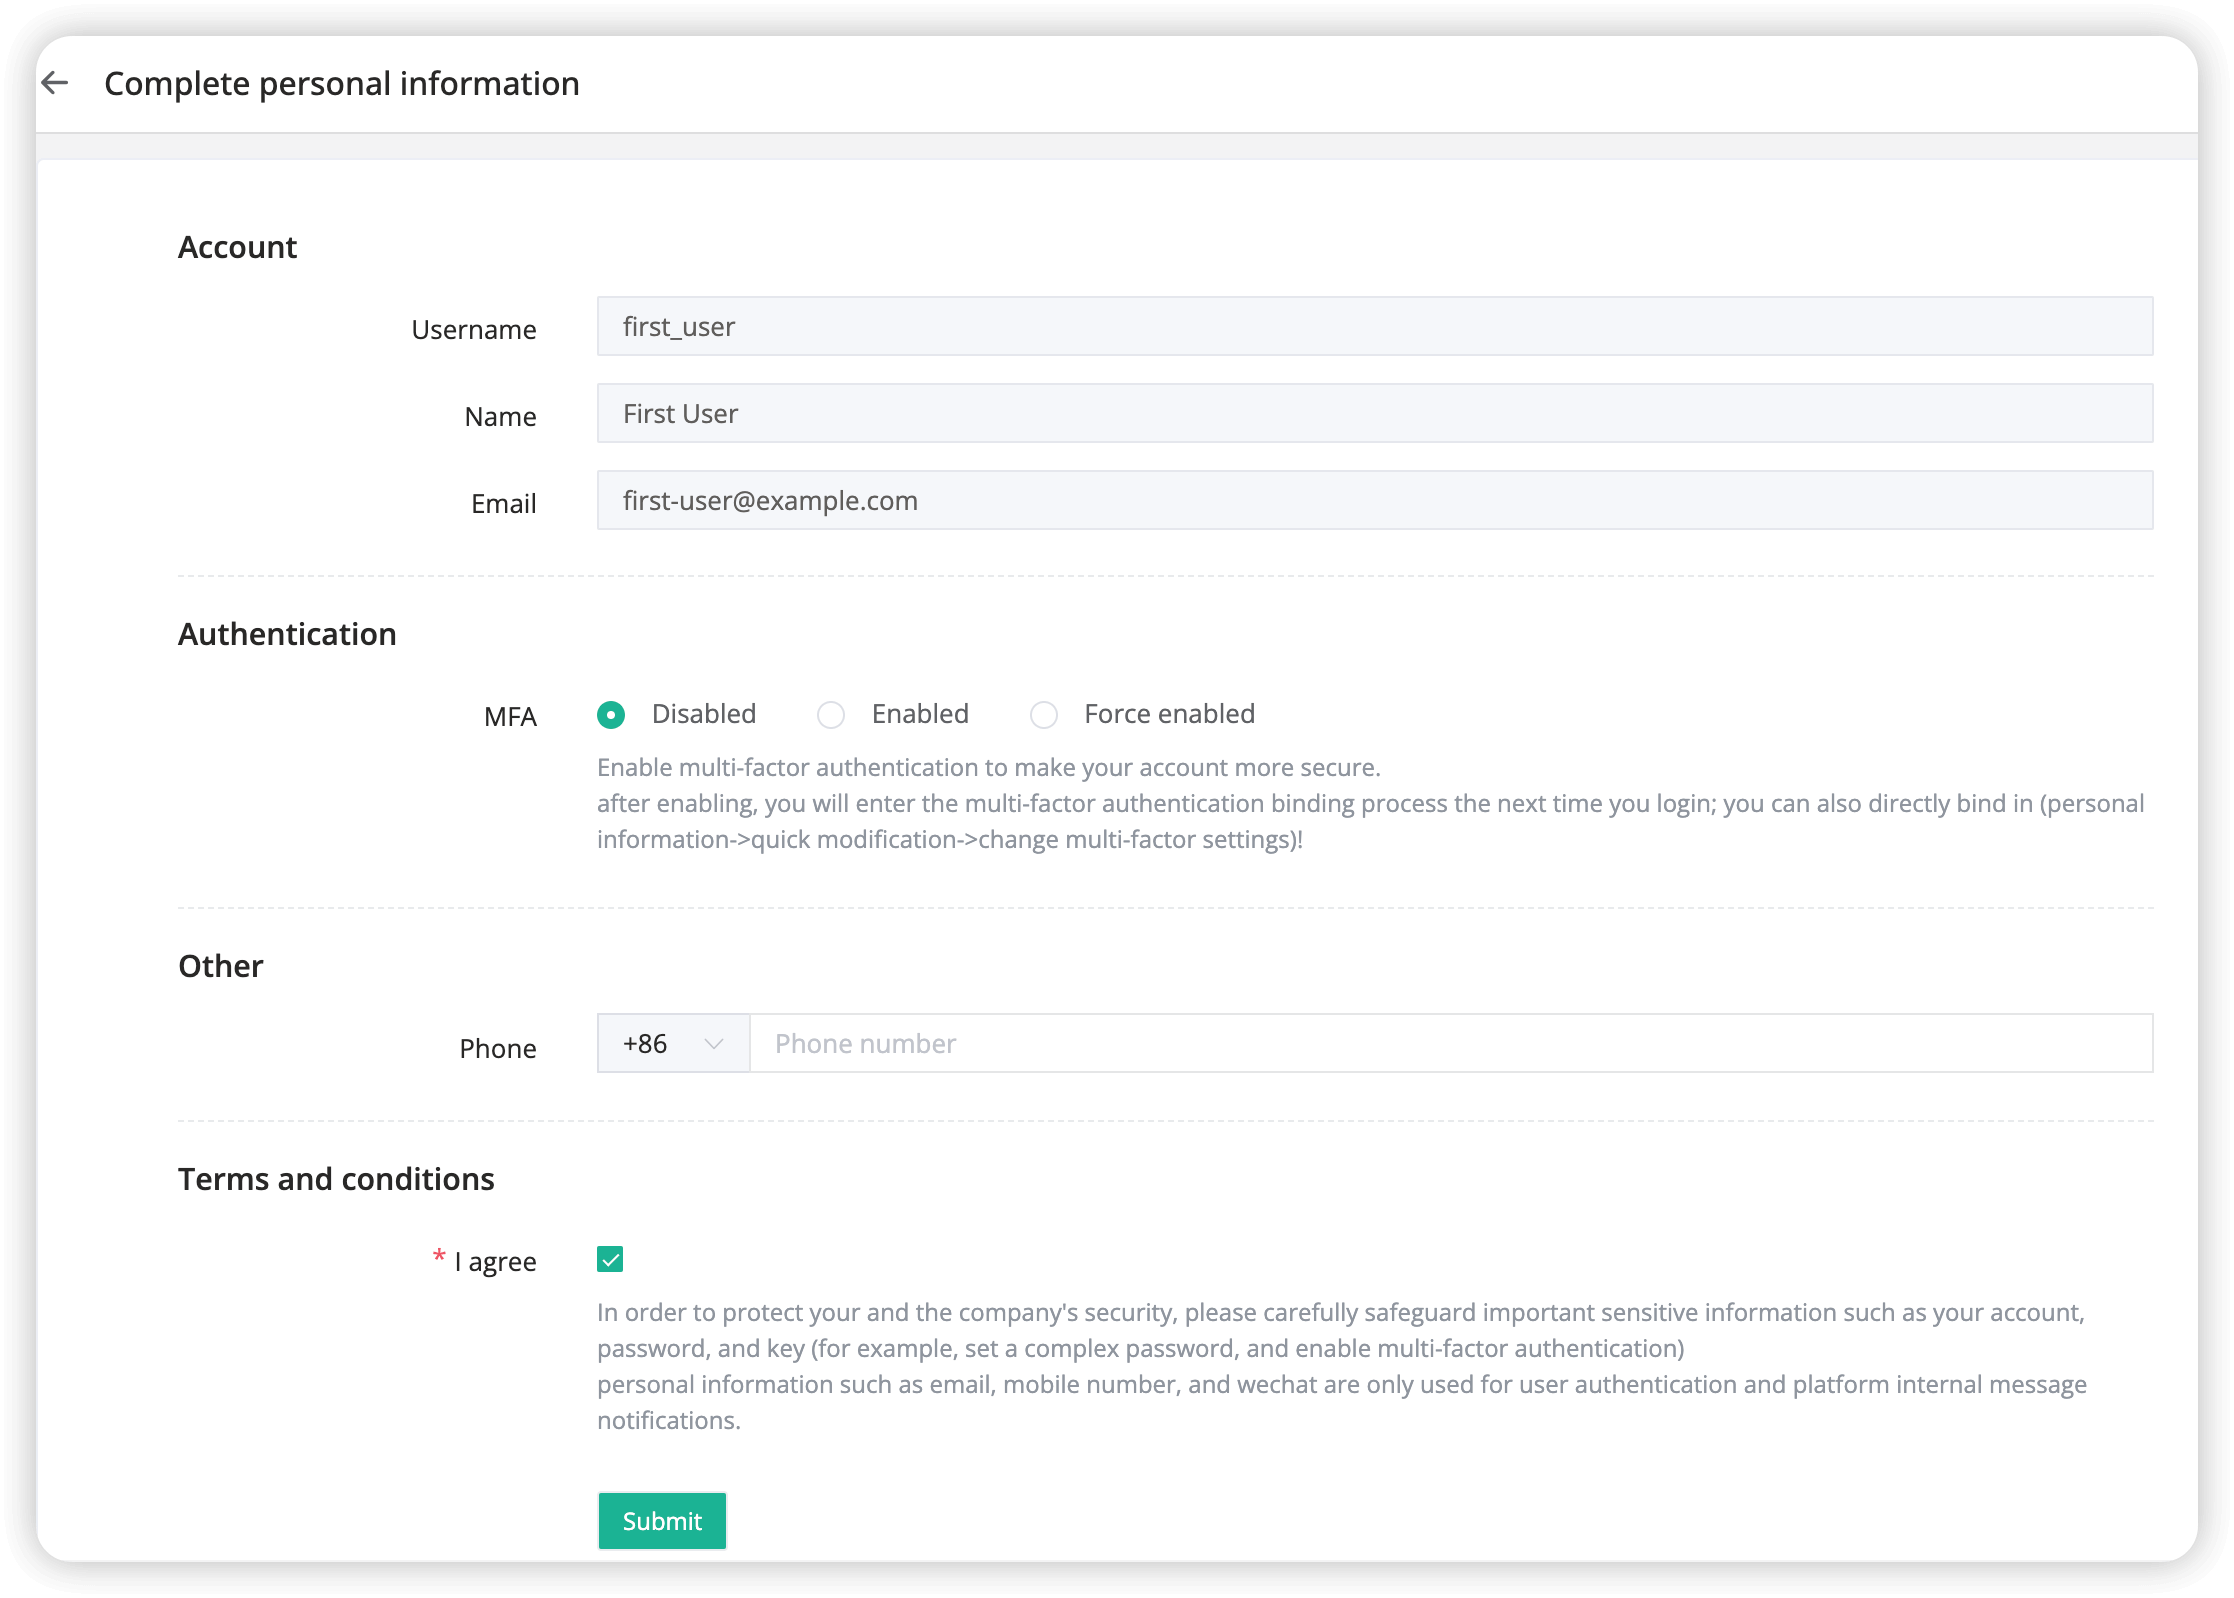 Complete personal information
Account
Username
first_user
Name
First User
Email
first-user@example.com
Authentication
MFA
Disabled
Enabled
Force enabled
Enable multi-factor authentication to make your account more secure.
after enabling, you will enter the multi-factor authentication binding process the next time you login; you can also directly bind in (personal
information->quick modification->change multi-factor settings)!
Other
Phone
+86
Phone number
Terms and conditions
* I agree
In order to protect your and the company's security, please carefully safeguard important sensitive information such as your account,
password, and key (for example, set a complex password, and enable multi-factor authentication)
personal information such as email, mobile number, and wechat are only used for user authentication and platform internal message
notifications.
Submit